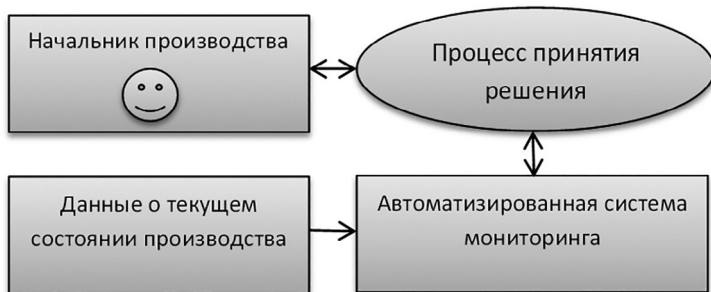 Начальник производства
Процесс принятия
решения
Данные о текущем
состоянии производства
Автоматизированная система
мониторинга